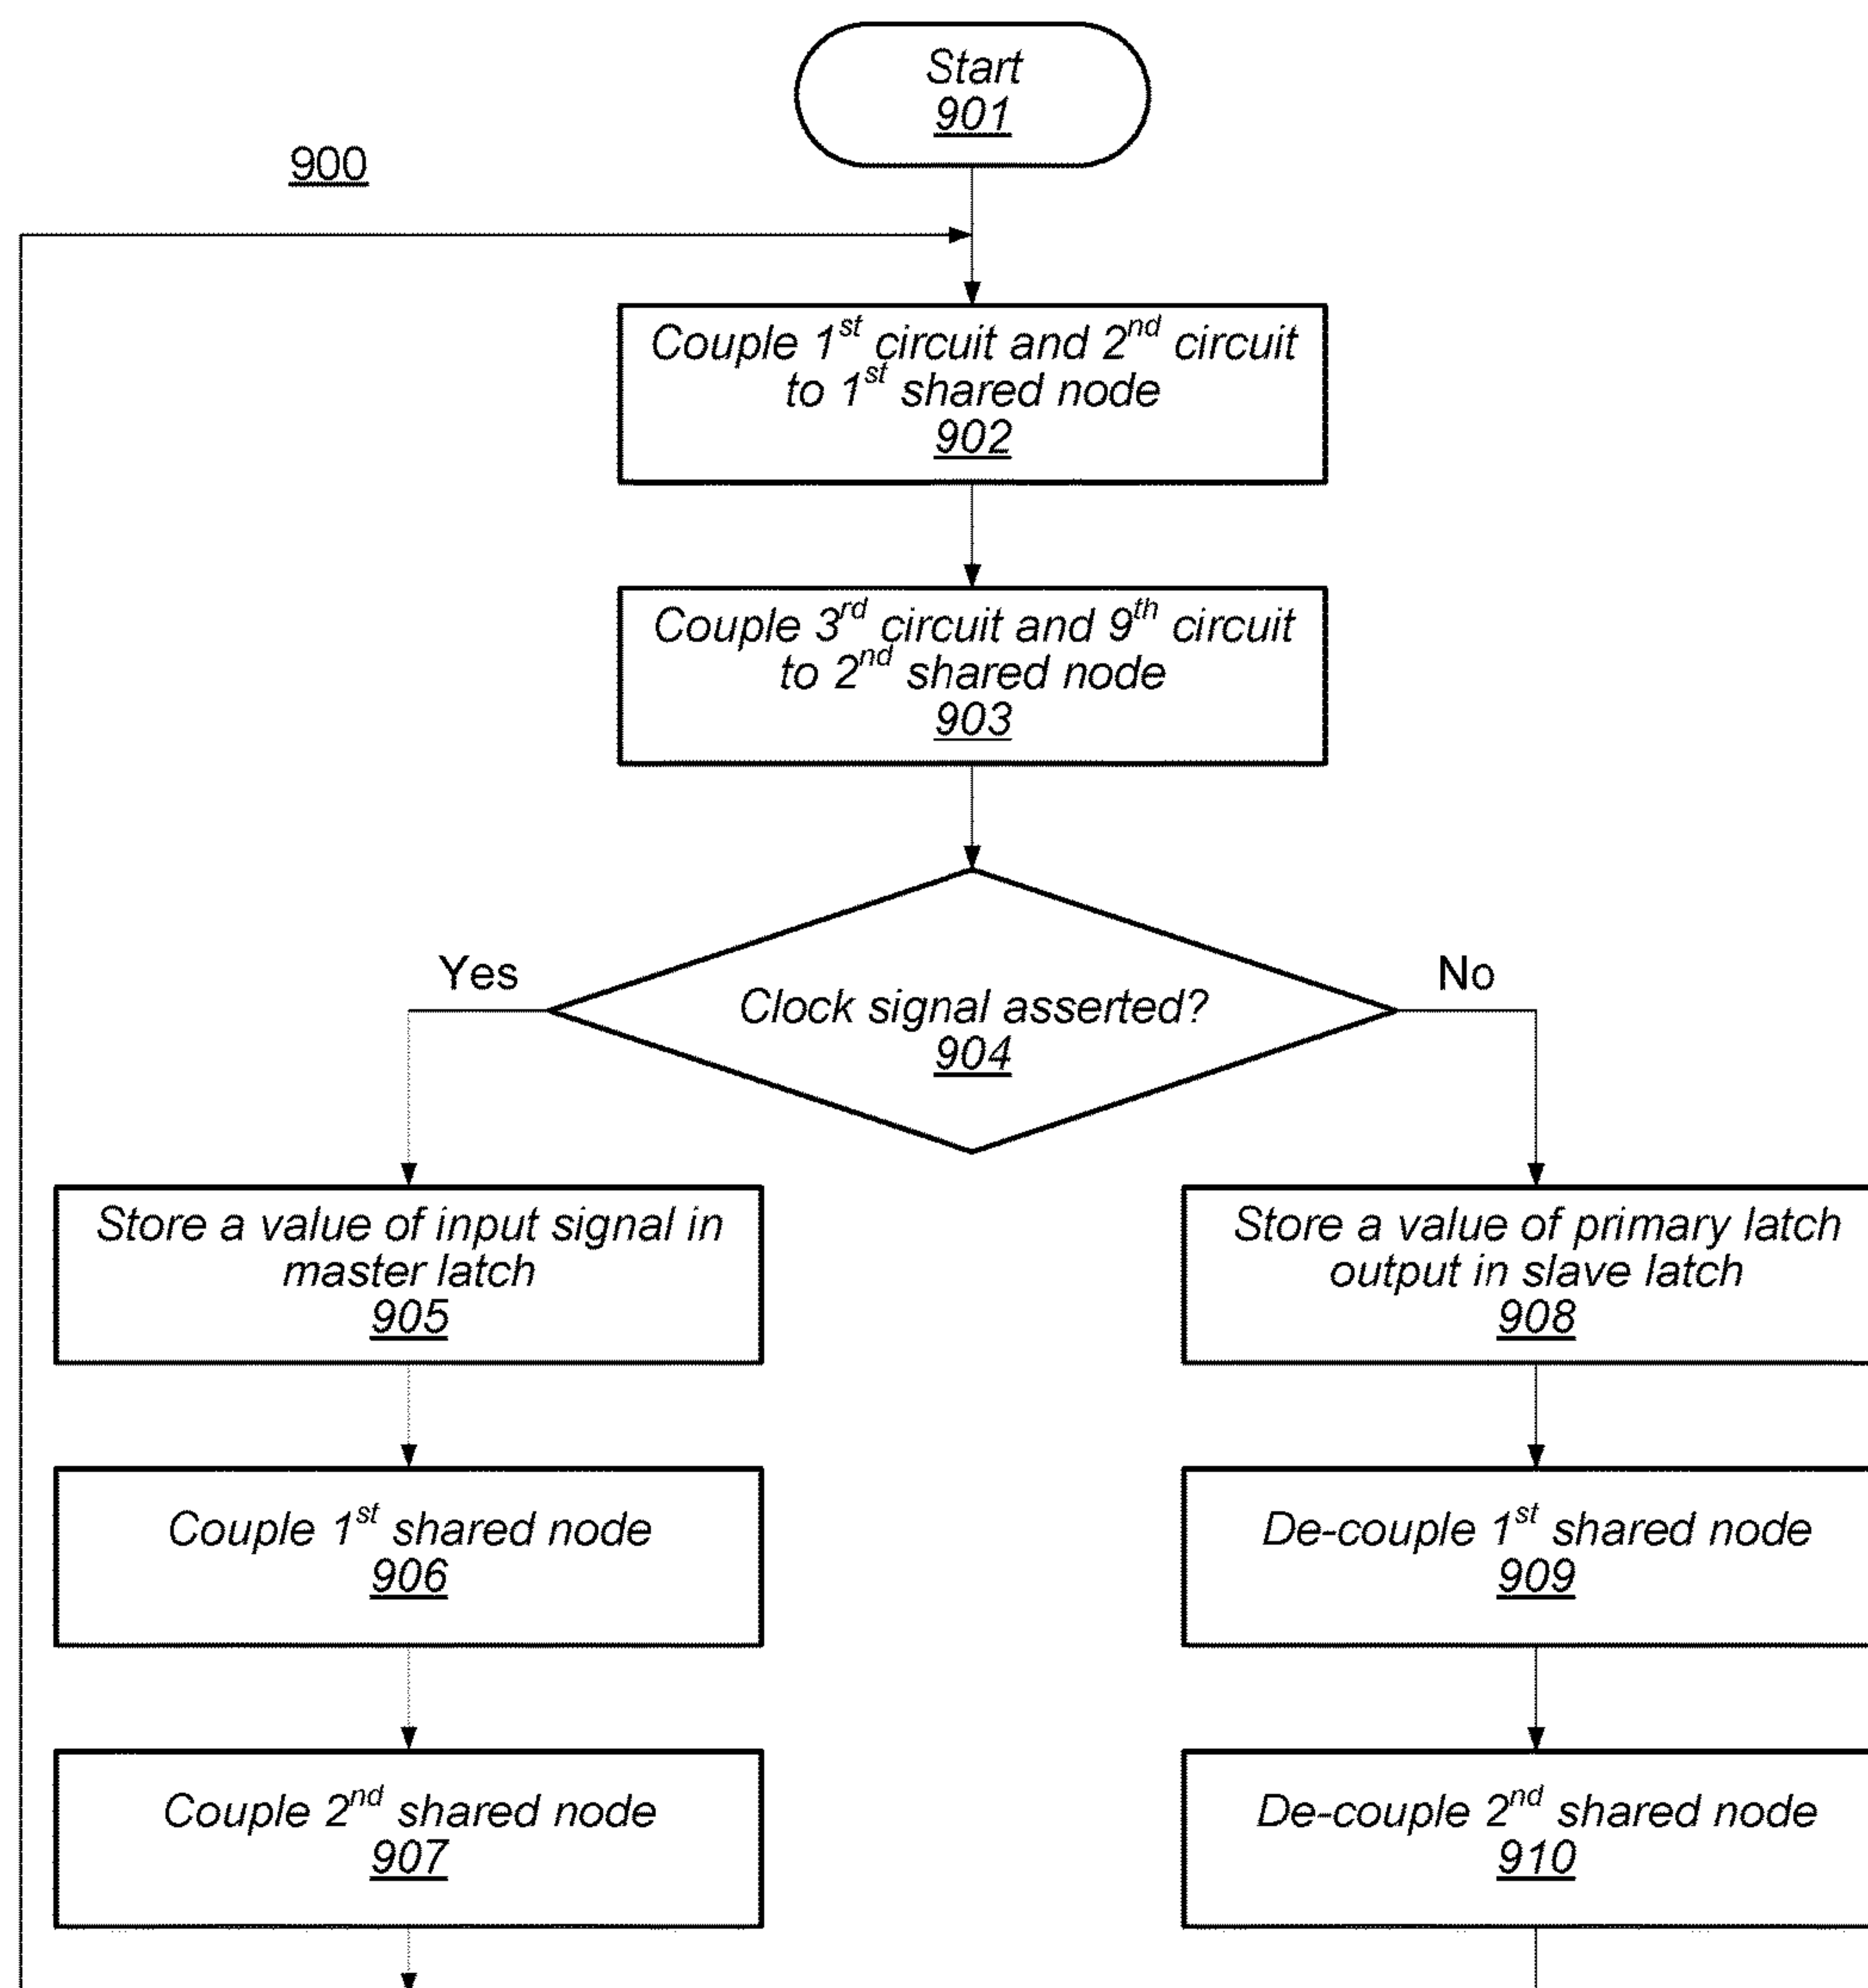 Start
901
900
Couple 1st circuit and 2nd circuit
to 1st shared node
902
Couple 3rd circuit and 9th circuit
to 2nd shared node
903
Yes
No
Clock signal asserted?
904
Store a value of input signal in
master latch
905
Store a value of primary latch
output in slave latch
908
Couple 1st shared node
906
De-couple 1st shared node
909
Couple 2nd shared node
907
De-couple 2nd shared node
910